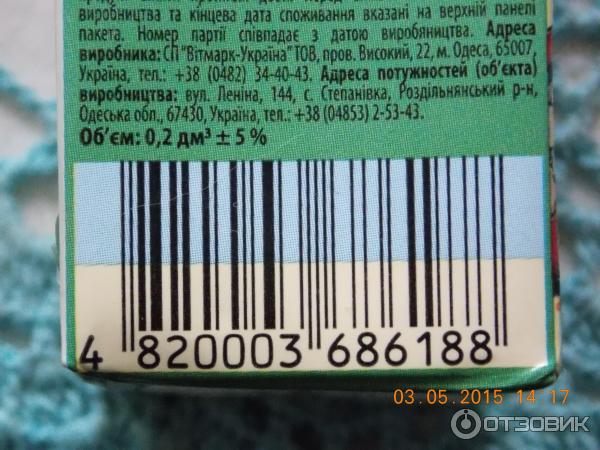 виробництва та кінцева дата споживання вказані на верхній панелі
пакета. Номер партії співпадає з датою виробяництва. Адреса
виробника: СП "Вітмарк-Україна" ТОВ, пров. Високий, 22, м. Одеса, 65007,
Україна, тел.: +38 (0482) 34-40-43. Адреса потужностей (об'єкта)
виробництва: вул. Леніна, 144, с. Степанівка, Роздільнянський р-н,
Одеська обл., 67430, Україна, тел.: +38 (04853) 2-53-43.
Об'єм: 0,2 дм³ ± 5 %
4 820003 686188
03.05.2015 14:17
ОТЗОВИК